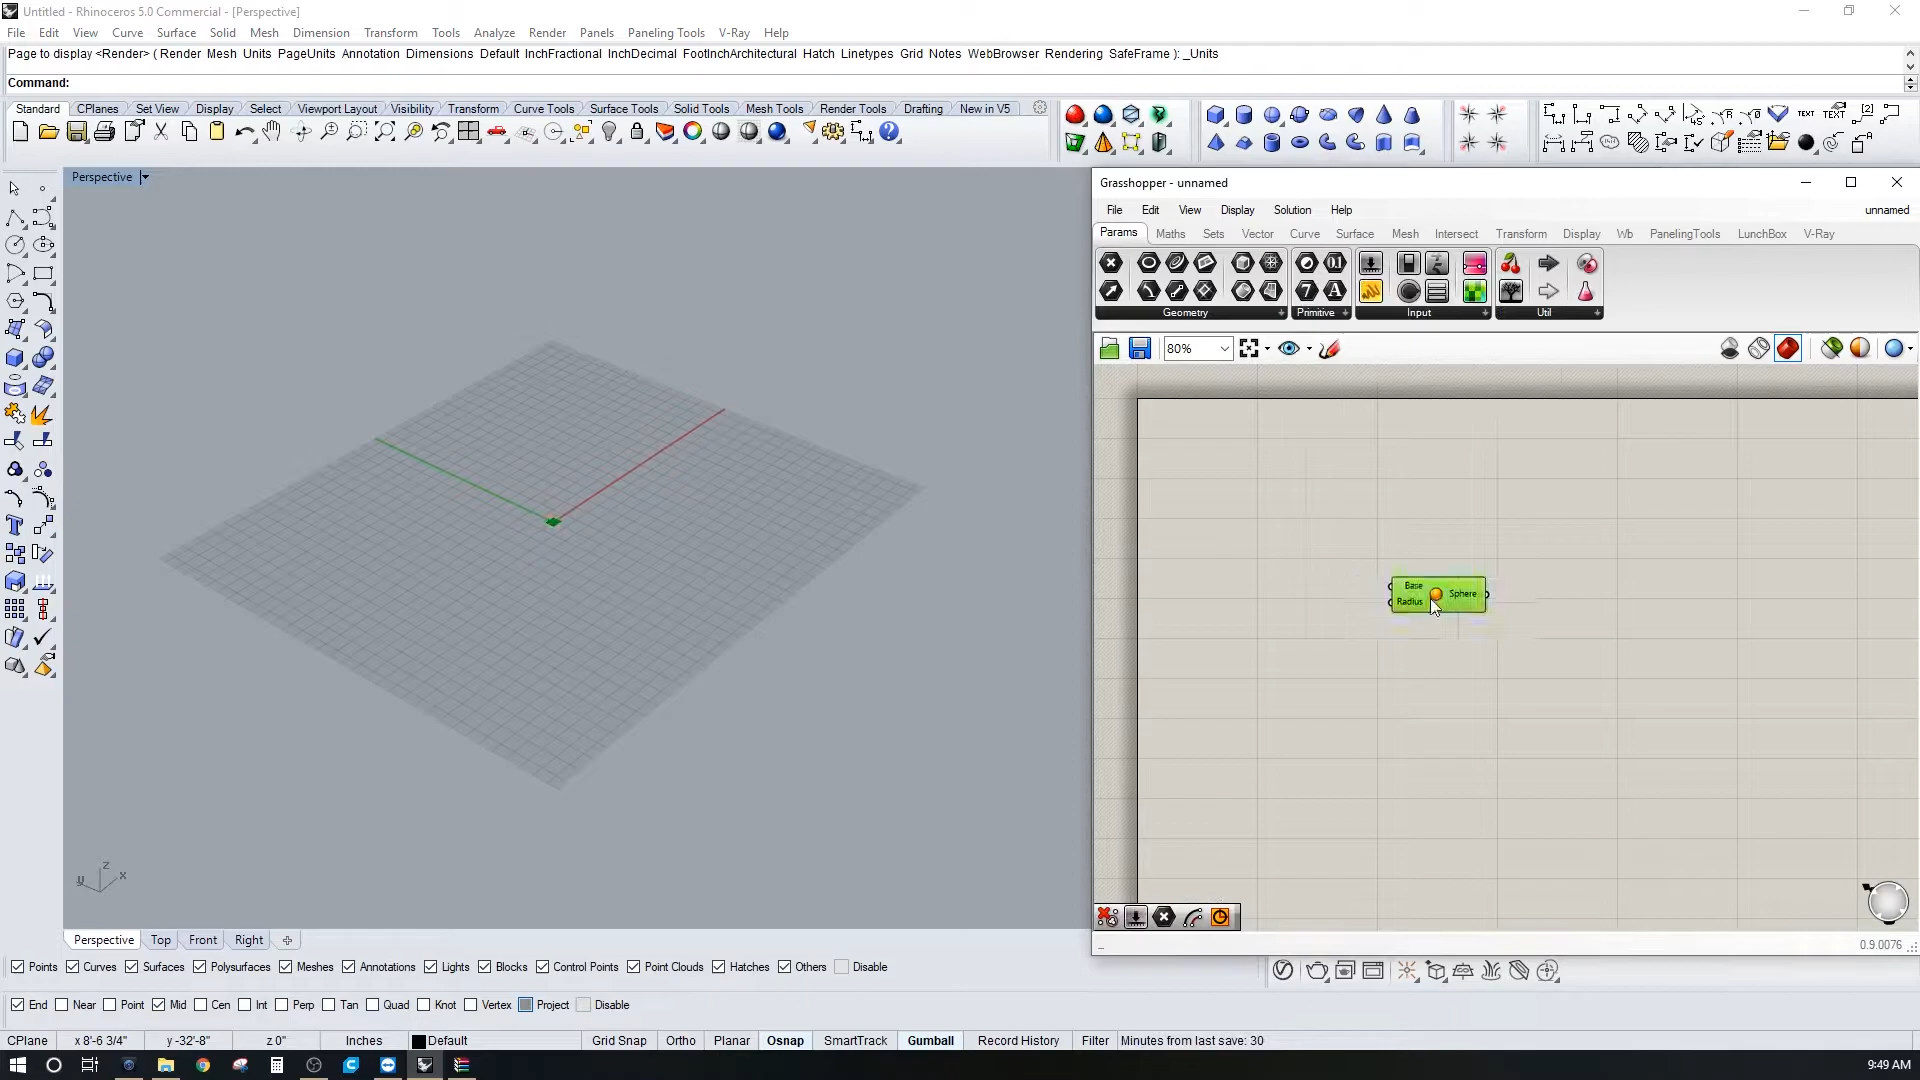 Untitled - Rhinoceros 5.0 Commercial - [Perspective]
File Edit View Curve Surface Solid Mesh Dimension Transform Tools Analyze Render Panels Paneling Tools V-Ray Help
Page to display <Render> ( Render Mesh Units PageUnits Annotation Dimensions Default InchFractional InchDecimal FootInchArchitectural Hatch Linetypes Grid Notes WebBrowser Rendering SafeFrame ): _Units
Command:
Standard CPlanes Set View Display Select Viewport Layout Visibility Transform Curve Tools Surface Tools Solid Tools Mesh Tools Render Tools Drafting New in V5
TEXT TEXT
Perspective
Grasshopper - unnamed
File Edit View Display Solution Help unnamed
Params Maths Sets Vector Curve Surface Mesh Intersect Transform Display Wb PanelingTools LunchBox V-Ray
Geometry Primitive Input Util
80%
Base
Radius
Sphere
z
y x
Perspective Top Front Right
0.9.0076
Points Curves Surfaces Polysurfaces Meshes Annotations Lights Blocks Control Points Point Clouds Hatches Others Disable
End Near Point Mid Cen Int Perp Tan Quad Knot Vertex Project Disable
CPlane x 8'-6 3/4" y -32'-8" z 0" Inches Default Grid Snap Ortho Planar Osnap SmartTrack Gumball Record History Filter Minutes from last save: 30
9:49 AM